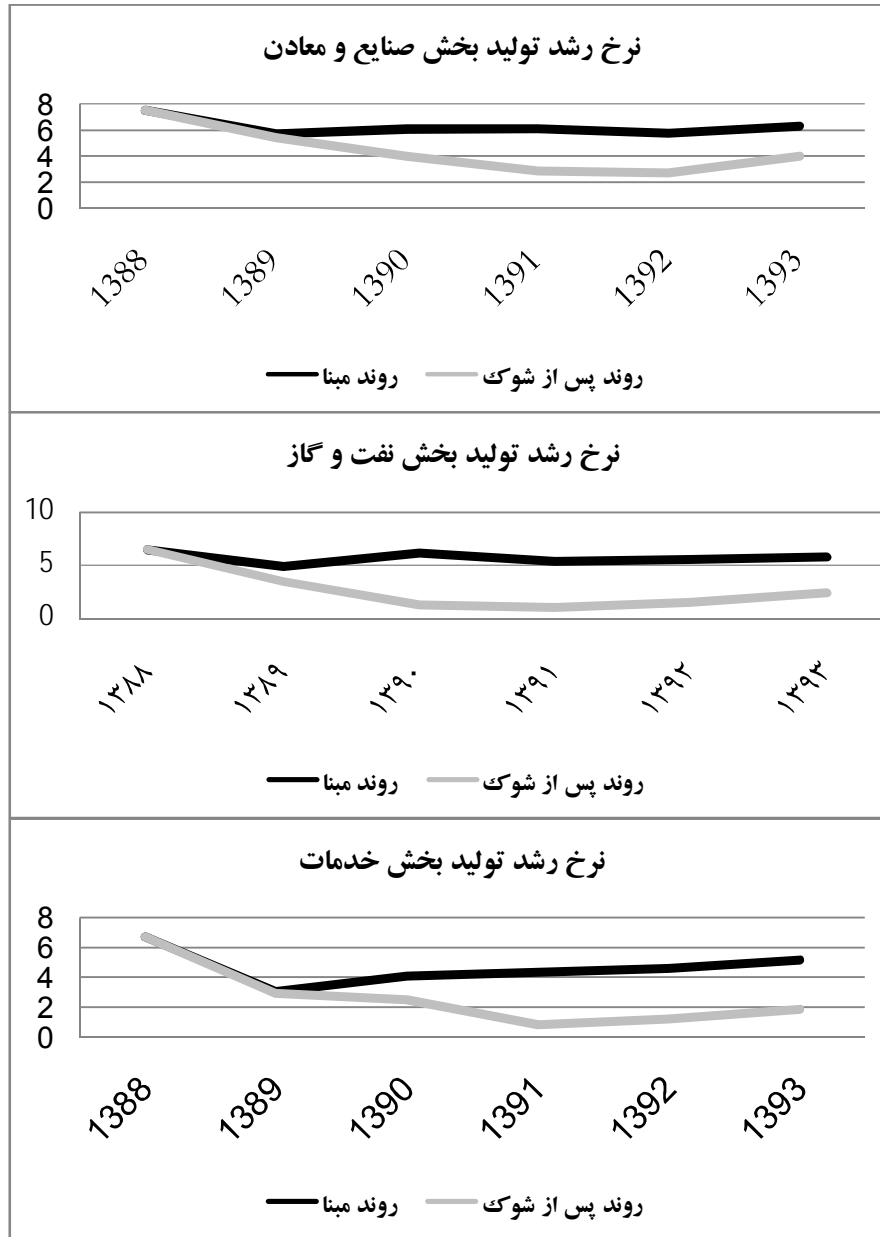 نرخ رشد تولید بخش صنایع و معادن
8
6
4
2
0
1388 1389 1390 1391 1392 1393
روند مبنا روند پس از شوک
نرخ رشد تولید بخش نفت و گاز
10
5
0
۱۳۸۸ ۱۳۸۹ ۱۳۹۰ ۱۳۹۱ ۱۳۹۲ ۱۳۹۳
روند مبنا روند پس از شوک
نرخ رشد تولید بخش خدمات
8
6
4
2
0
1388 1389 1390 1391 1392 1393
روند مبنا روند پس از شوک